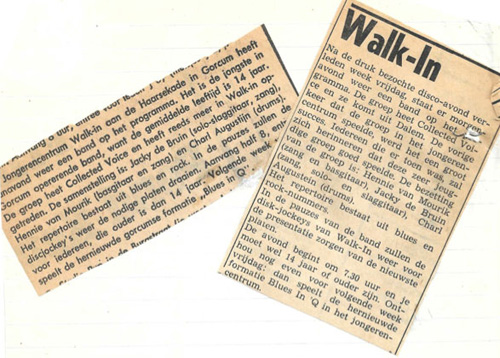 Jongerencentrum Walk-In aan de Haarsekade in Gorcum heeft
avond weer een band op het programma. Het is de jongste in
Gorcum opererende band, want de gemiddelde leeftijd is 14 jaar.
De groep heet Collected Voice en heeft reeds meer in Walk-In op-
getreden. De samenstelling is: Jacky de Bruin (solo-slaggitaar, zang),
Hennie van Mourik (basgitaar en zang) en Charl Augustijn (drums).
Het repertoire bestaat uit blues en rock. In de pauzes zullen de
discjockey's weer de nodige platen draaien. Aanvang half 8,
voor iedereen, die ouder is dan 14 jaar. Volgende week
speelt de hernieuwde gorcumse formatie Blues in 'Q'
Walk-In
Na de druk bezochte disco-avond ver-
leden week vrijdag, staat er morgen-
avond weer een band op het pro-
gramma. De groep heet Collected Voi-
ce en ze komt uit Dalem. De vorige
keer dat de groep in het jongeren-
centrum speelde, was het een groot
succes. Iedereen, die er toen was zal
zich herinneren dat deze zeer jeug-
dige groep goed speelde. De bezetting
van de groep is: Hennie van Mourik
(zang en basgitaar), Jacky de Bruin
(zang solo- en slaggitaar), Charl
Augustein (drums).
Het repertoire bestaat uit blues en
rock-nummers.
In de pauzes van de band zullen de
disk-jockeys van Walk-In weer voor
de presentatie zorgen van de nieuwste
platen.
De avond begint om 7.30 uur en je
moet wel 14 jaar of ouder zijn. Ont-
hou nog even voor volgende week
vrijdag: dan speelt de hernieuwde
formatie Blues In 'Q in het jongeren-
centrum.